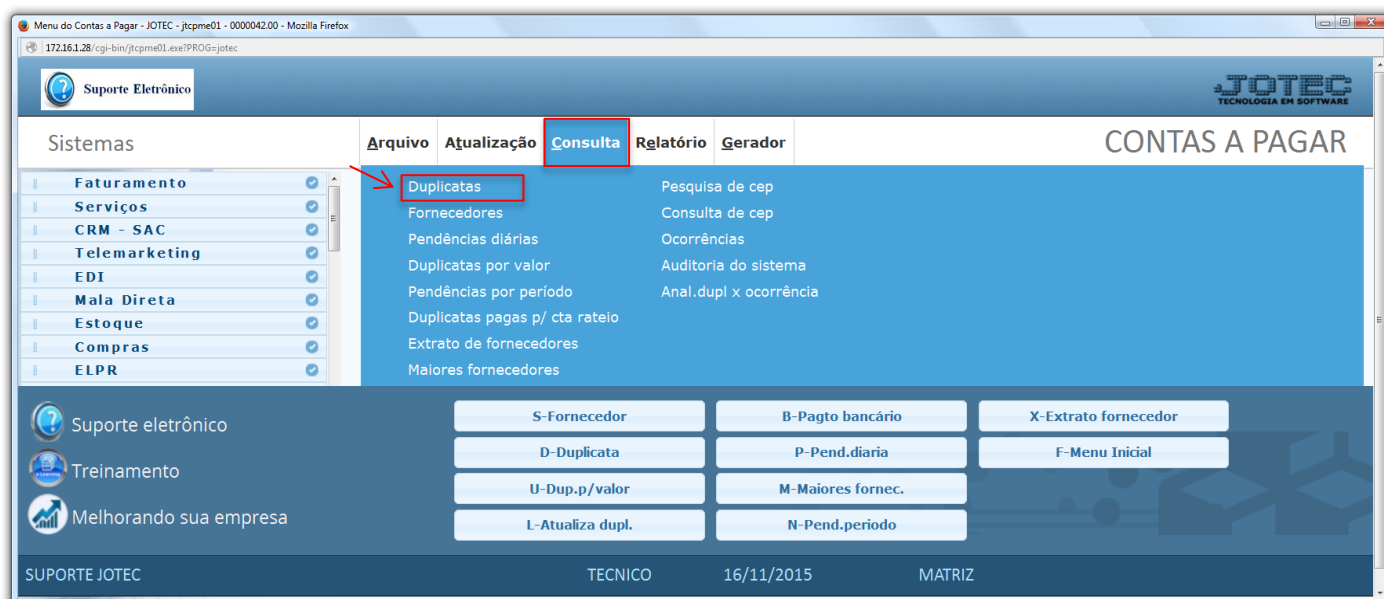 Menu do Contas a Pagar - JOTEC - jtcpme01 - 0000042.00 - Mozilla Firefox
172.16.1.28/cgi-bin/jtcpme01.exe?PROG=jotec
Suporte Eletrônico
JOTEC
TECNOLOGIA EM SOFTWARE
Sistemas
Arquivo Atualização Consulta Relatório Gerador
CONTAS A PAGAR
Faturamento
Serviços
CRM - SAC
Telemarketing
EDI
Mala Direta
Estoque
Compras
ELPR
Duplicatas
Fornecedores
Pendências diárias
Duplicatas por valor
Pendências por período
Duplicatas pagas p/ cta rateio
Extrato de fornecedores
Maiores fornecedores
Pesquisa de cep
Consulta de cep
Ocorrências
Auditoria do sistema
Anal.dupl x ocorrência
Suporte eletrônico
Treinamento
Melhorando sua empresa
S-Fornecedor B-Pagto bancário X-Extrato fornecedor
D-Duplicata P-Pend.diaria F-Menu Inicial
U-Dup.p/valor M-Maiores fornec.
L-Atualiza dupl. N-Pend.periodo
SUPORTE JOTEC TECNICO 16/11/2015 MATRIZ